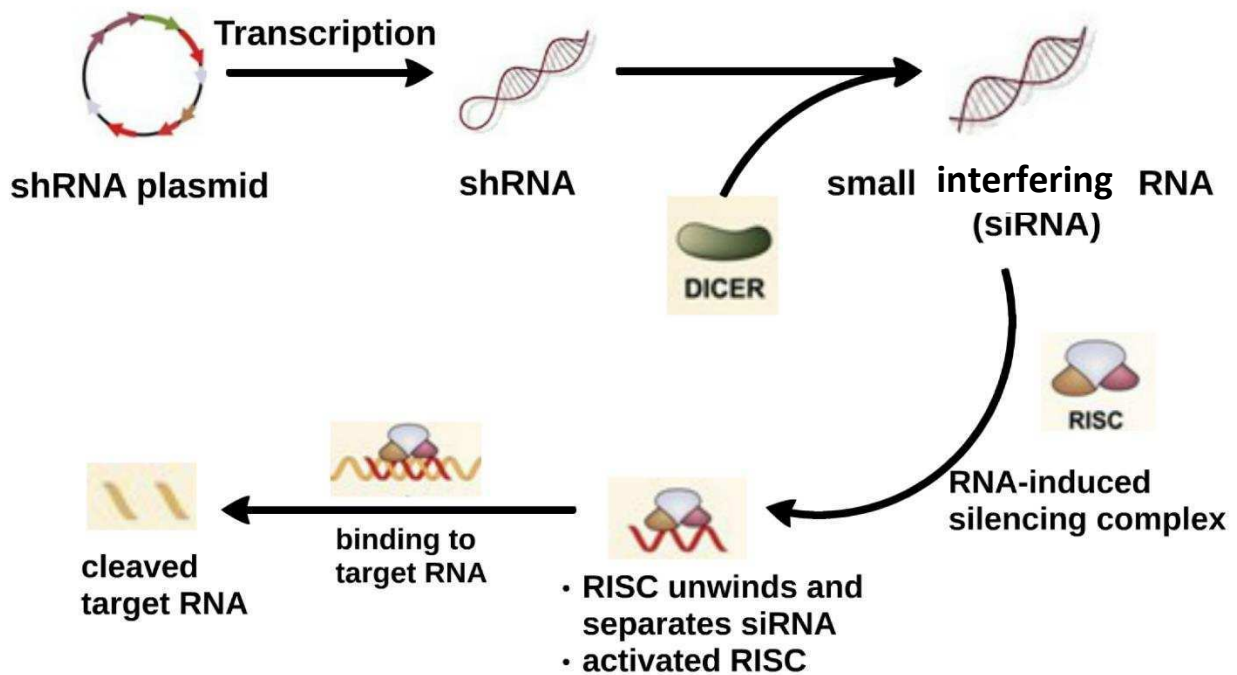 Transcription
shRNA plasmid
shRNA
small interfering RNA
(siRNA)
DICER
RISC
RNA-induced
silencing complex
· RISC unwinds and
separates siRNA
· activated RISC
binding to
target RNA
cleaved
target RNA